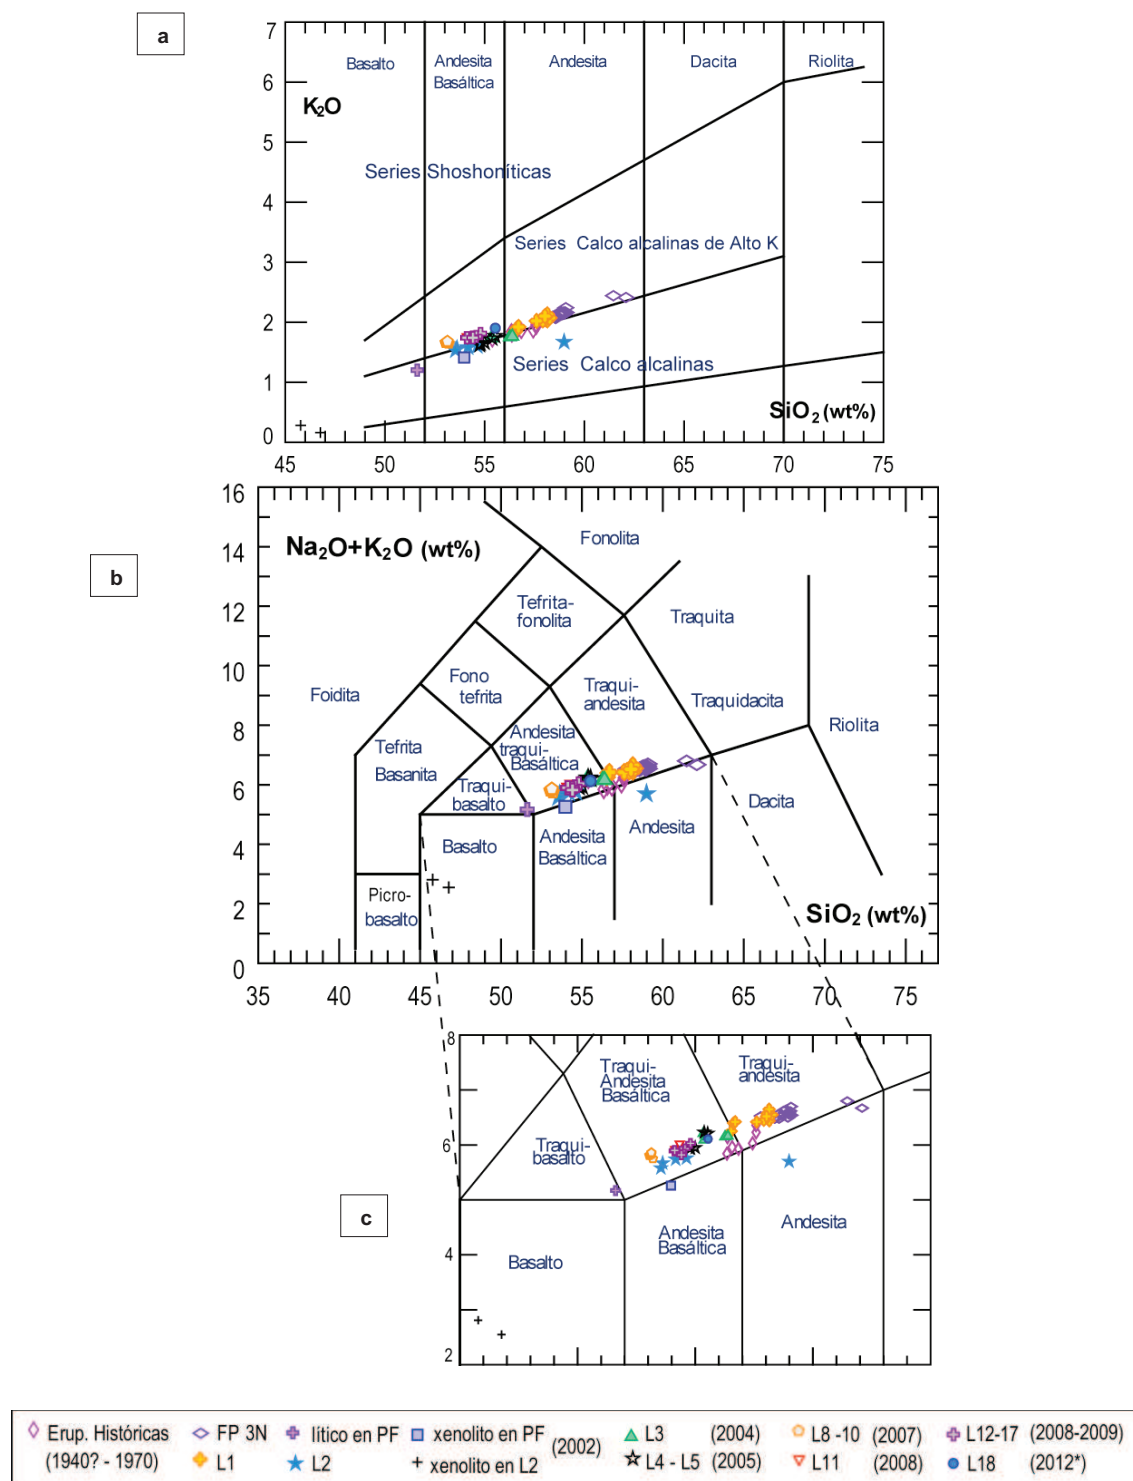 a
7
6
5
4
3
2
1
0
K2O
Basalto
Andesita
Basáltica
Andesita
Dacita
Riolita
Series Shoshoníticas
Series Calco alcalinas de Alto K
Series Calco alcalinas
SiO2 (wt%)
45 50 55 60 65 70 75
b
16
14
12
10
8
6
4
2
0
Na2O+K2O (wt%)
Fonolita
Tefrita-
fonolita
Traquita
Fono
tefrita
Traqui-
andesita
Foidita
Traquidacita
Riolita
Andesita
traqui-
Basáltica
Tefrita
Basanita
Traqui-
basalto
Dacita
Basalto
Andesita
Basáltica
Andesita
Picro-
basalto
SiO2 (wt%)
35 40 45 50 55 60 65 70 75
c
8
6
4
2
Traqui-
Andesita
Basáltica
Traqui-
andesita
Traqui-
basalto
Andesita
Basáltica
Andesita
Basalto
Erup. Históricas FP 3N lítico en PF xenolito en PF (2002) L3 (2004) L8 -10 (2007) L12-17 (2008-2009)
(1940? - 1970) L1 L2 xenolito en L2 L4 - L5 (2005) L11 (2008) L18 (2012*)